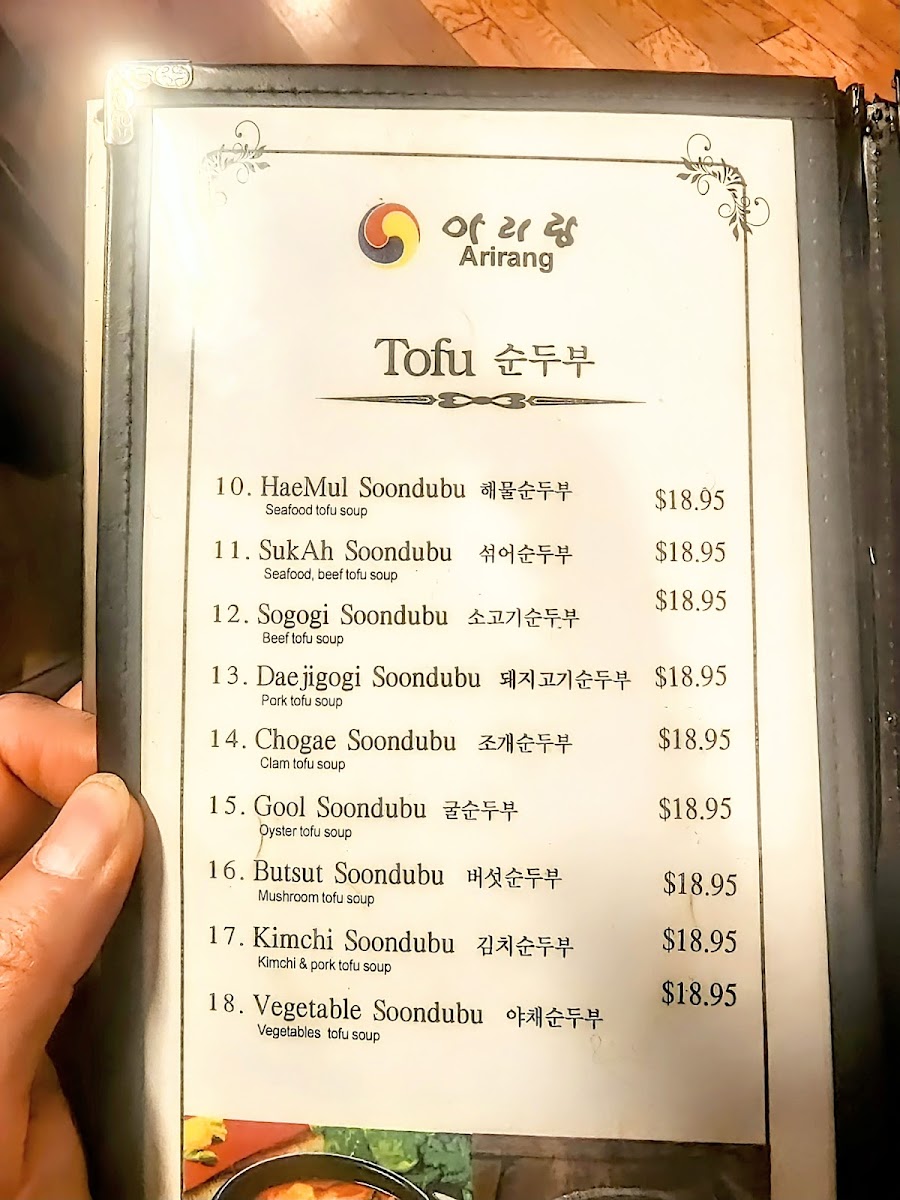 아리랑
Arirang
Tofu 순두부
10. HaeMul Soondubu 해물순두부 $18.95
Seafood tofu soup
11. SukAh Soondubu 섞어순두부 $18.95
Seafood, beef tofu soup
12. Sogogi Soondubu 소고기순두부 $18.95
Beef tofu soup
13. Daejigogi Soondubu 돼지고기순두부 $18.95
Pork tofu soup
14. Chogae Soondubu 조개순두부 $18.95
Clam tofu soup
15. Gool Soondubu 굴순두부 $18.95
Oyster tofu soup
16. Butsut Soondubu 버섯순두부 $18.95
Mushroom tofu soup
17. Kimchi Soondubu 김치순두부 $18.95
Kimchi & pork tofu soup
18. Vegetable Soondubu 야채순두부 $18.95
Vegetables tofu soup